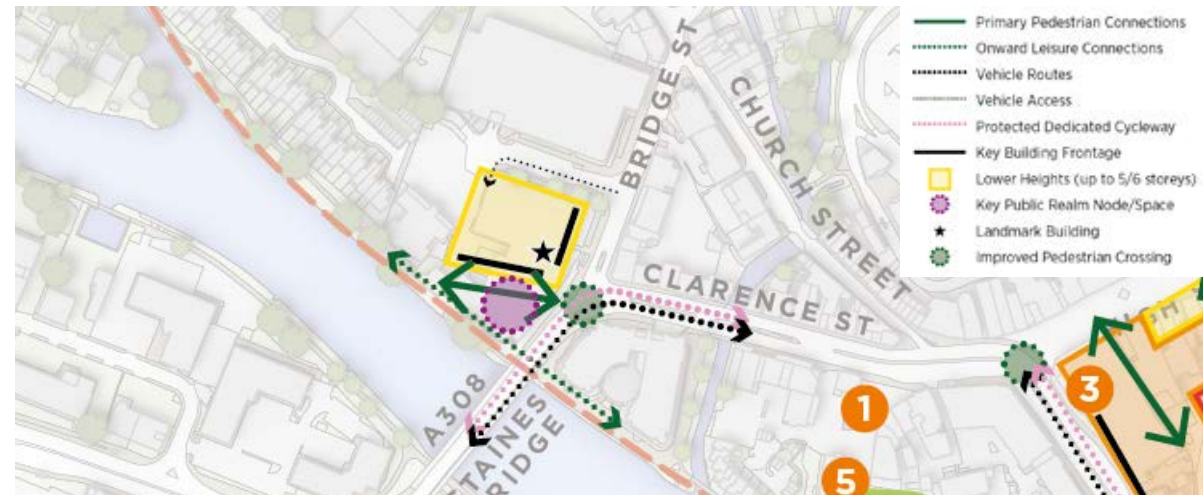 BRIDGE ST
CHURCH STREET
CLARENCE ST
A308
STAINES
BRIDGE
HIGH
1
3
5
Primary Pedestrian Connections
Onward Leisure Connections
Vehicle Routes
Vehicle Access
Protected Dedicated Cycleway
Key Building Frontage
Lower Heights (up to 5/6 storeys)
Key Public Realm Node/Space
Landmark Building
Improved Pedestrian Crossing